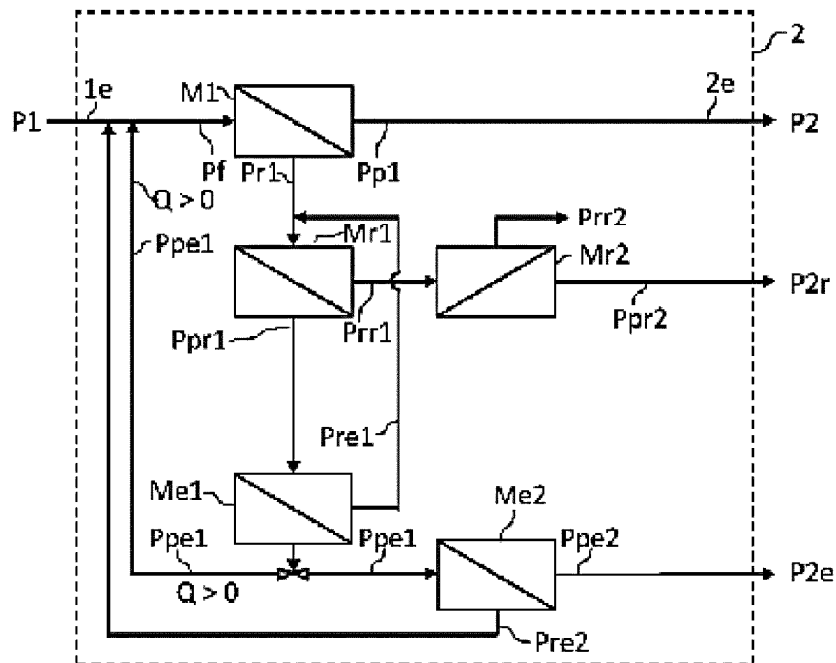 2
1e
M1
2e
P1
P2
Pf
Pr1
Pp1
Q > 0
Prr2
Mr1
Mr2
Ppe1
P2r
Ppr1
Prr1
Ppr2
Pre1
Me1
Me2
Ppe1
Ppe1
Ppe2
P2e
Q > 0
Pre2